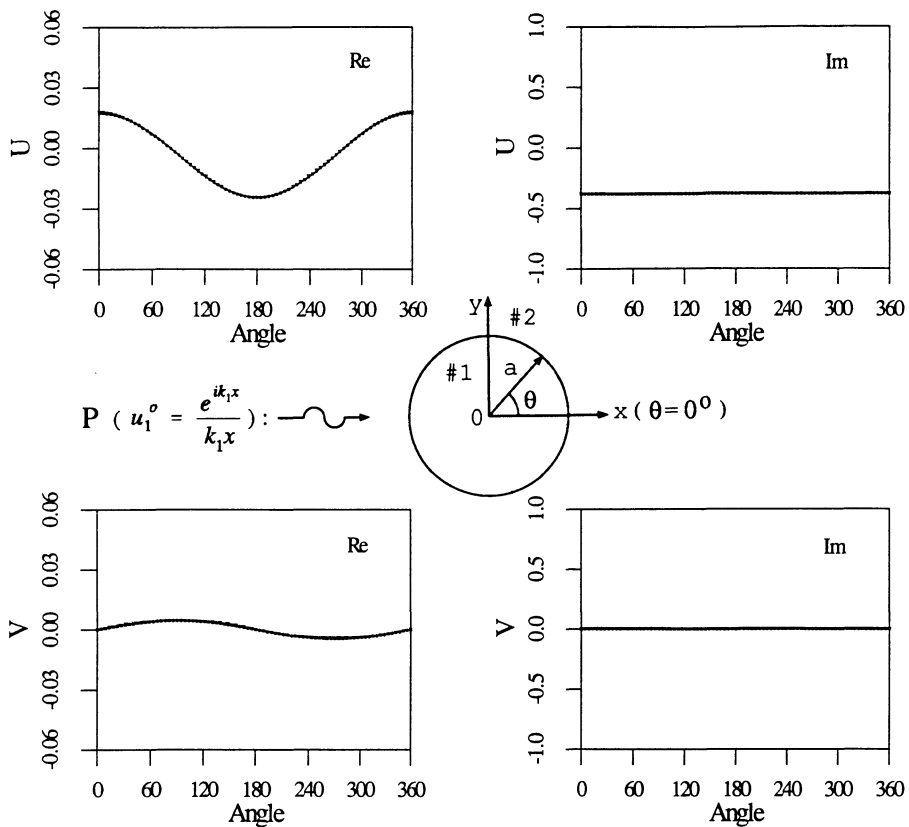 0.06
0.03
0.00
-0.03
-0.06
U
Re
0 60 120 180 240 300 360
Angle
1.0
0.5
0.0
-0.5
-1.0
U
Im
0 60 120 180 240 300 360
Angle
y
#2
#1
a
θ
0
x ( θ=0⁰ )
P ( u₁ᵒ = e^{ik₁x} / k₁x ) :
0.06
0.03
0.00
-0.03
-0.06
V
Re
0 60 120 180 240 300 360
Angle
1.0
0.5
0.0
-0.5
-1.0
V
Im
0 60 120 180 240 300 360
Angle